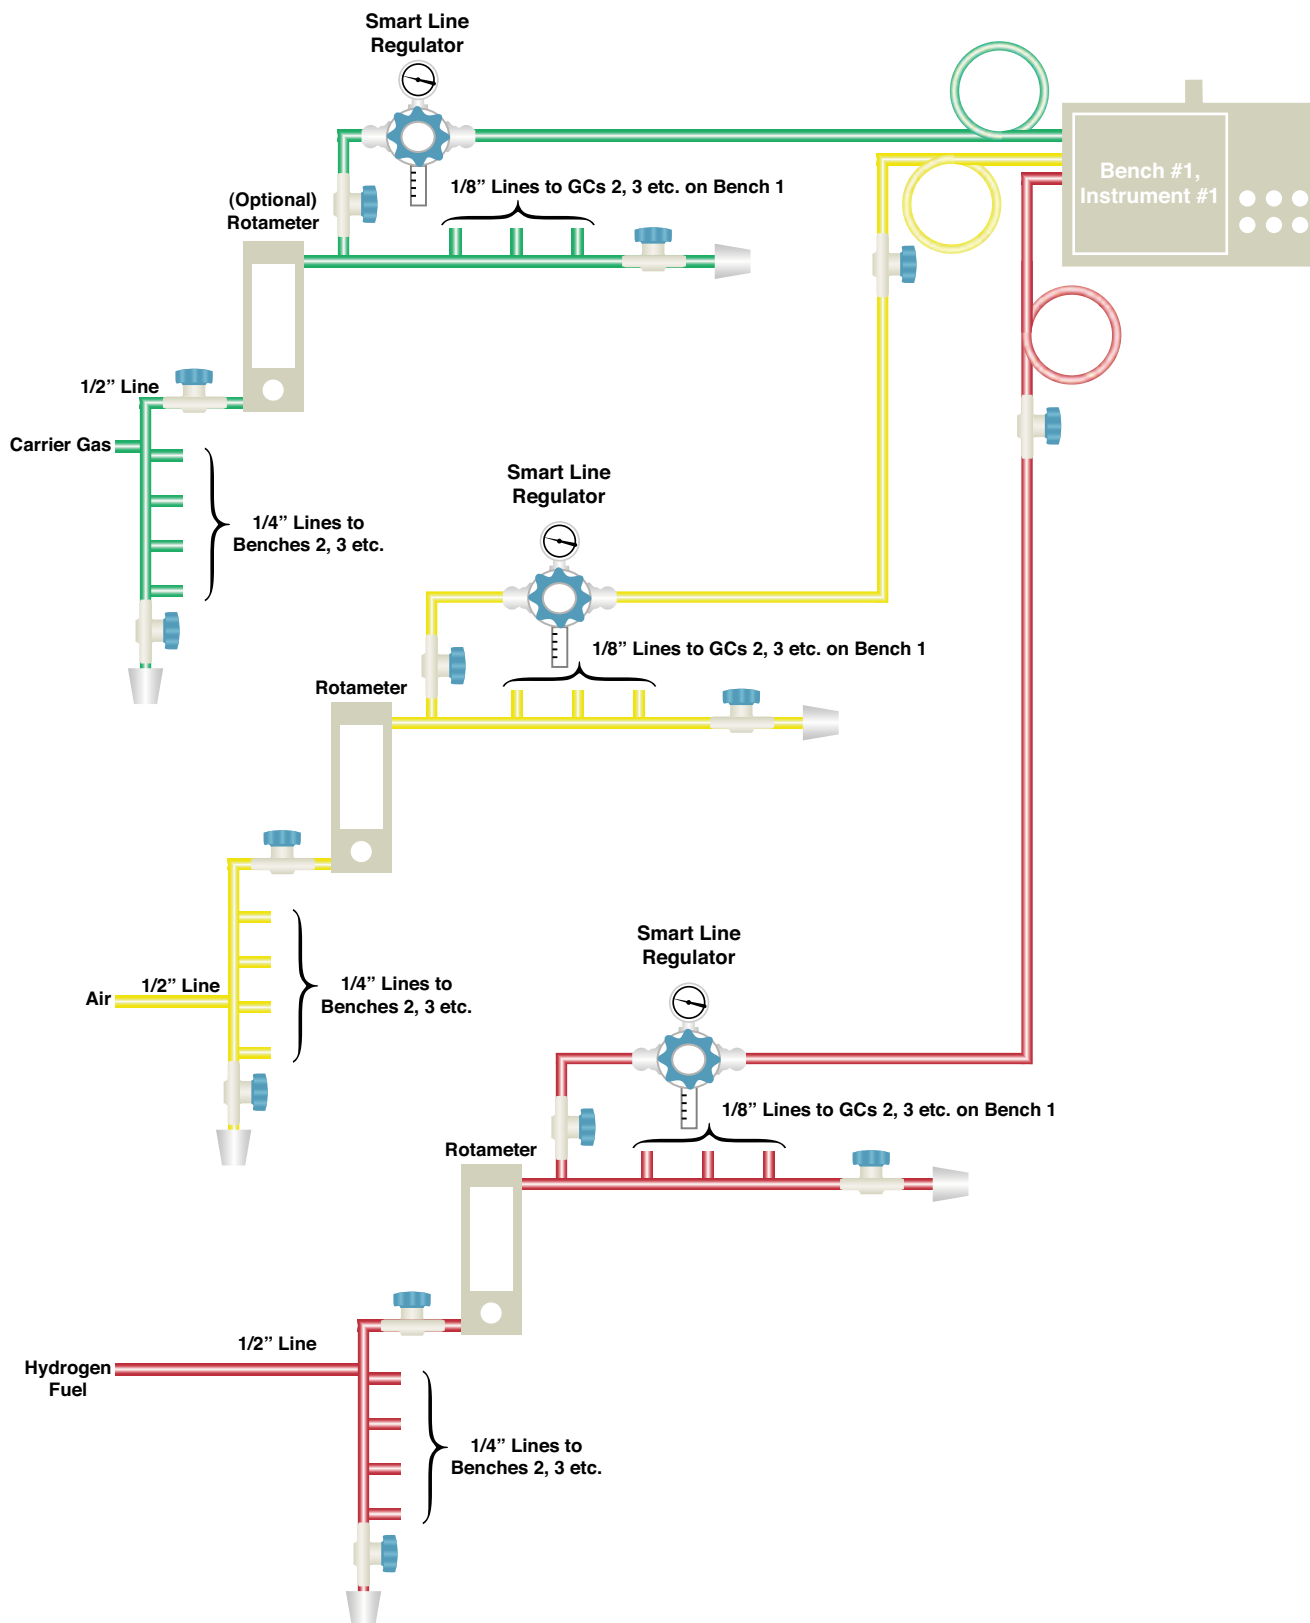 Smart Line
Regulator
Bench #1,
Instrument #1
1/8” Lines to GCs 2, 3 etc. on Bench 1
(Optional)
Rotameter
1/2” Line
Carrier Gas
1/4” Lines to
Benches 2, 3 etc.
Smart Line
Regulator
1/8” Lines to GCs 2, 3 etc. on Bench 1
Rotameter
1/2” Line
Air
1/4” Lines to
Benches 2, 3 etc.
Smart Line
Regulator
1/8” Lines to GCs 2, 3 etc. on Bench 1
Rotameter
1/2” Line
Hydrogen
Fuel
1/4” Lines to
Benches 2, 3 etc.